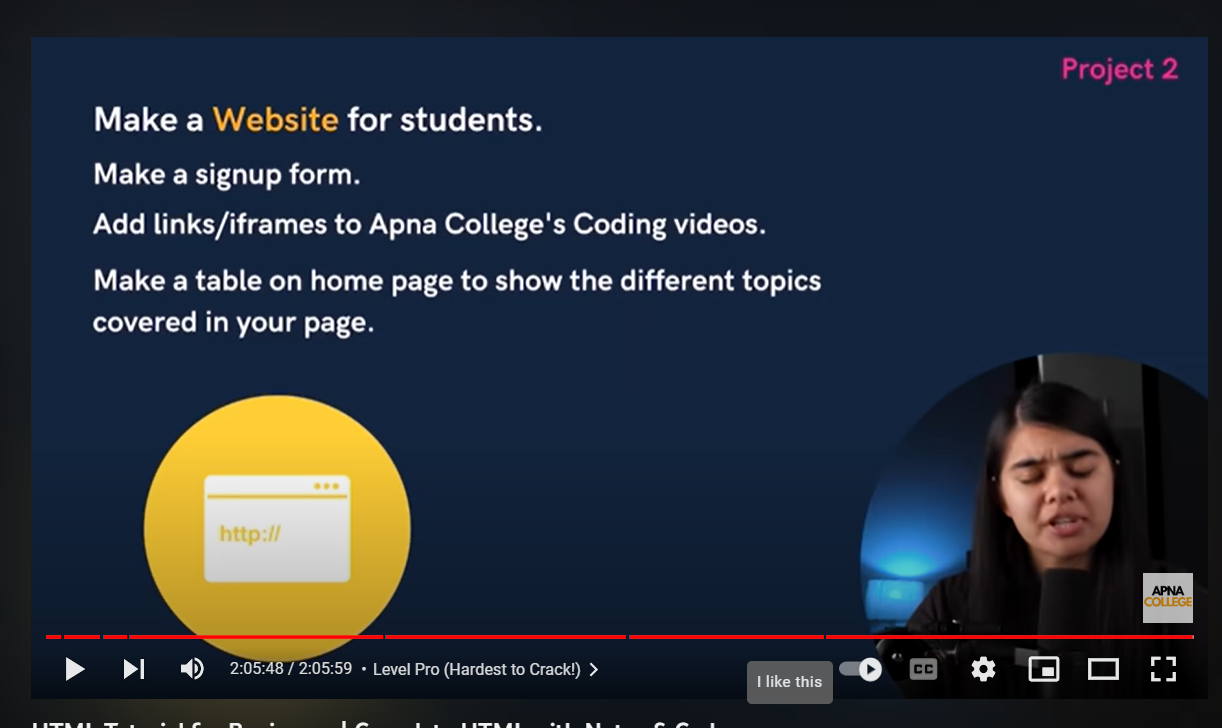 Project 2
Make a Website for students.
Make a signup form.
Add links/iframes to Apna College's Coding videos.
Make a table on home page to show the different topics
covered in your page.
http://
APNA
COLLEGE
2:05:48 / 2:05:59 • Level Pro (Hardest to Crack!)
CC
I like this